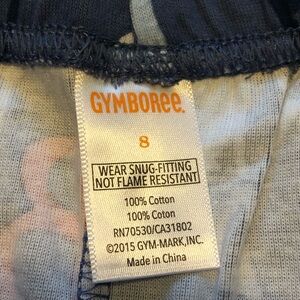 GYMBOREE.
8
WEAR SNUG-FITTING
NOT FLAME RESISTANT
100% Cotton
100% Coton
RN70530/CA31802
©2015 GYM-MARK,INC.
Made in China